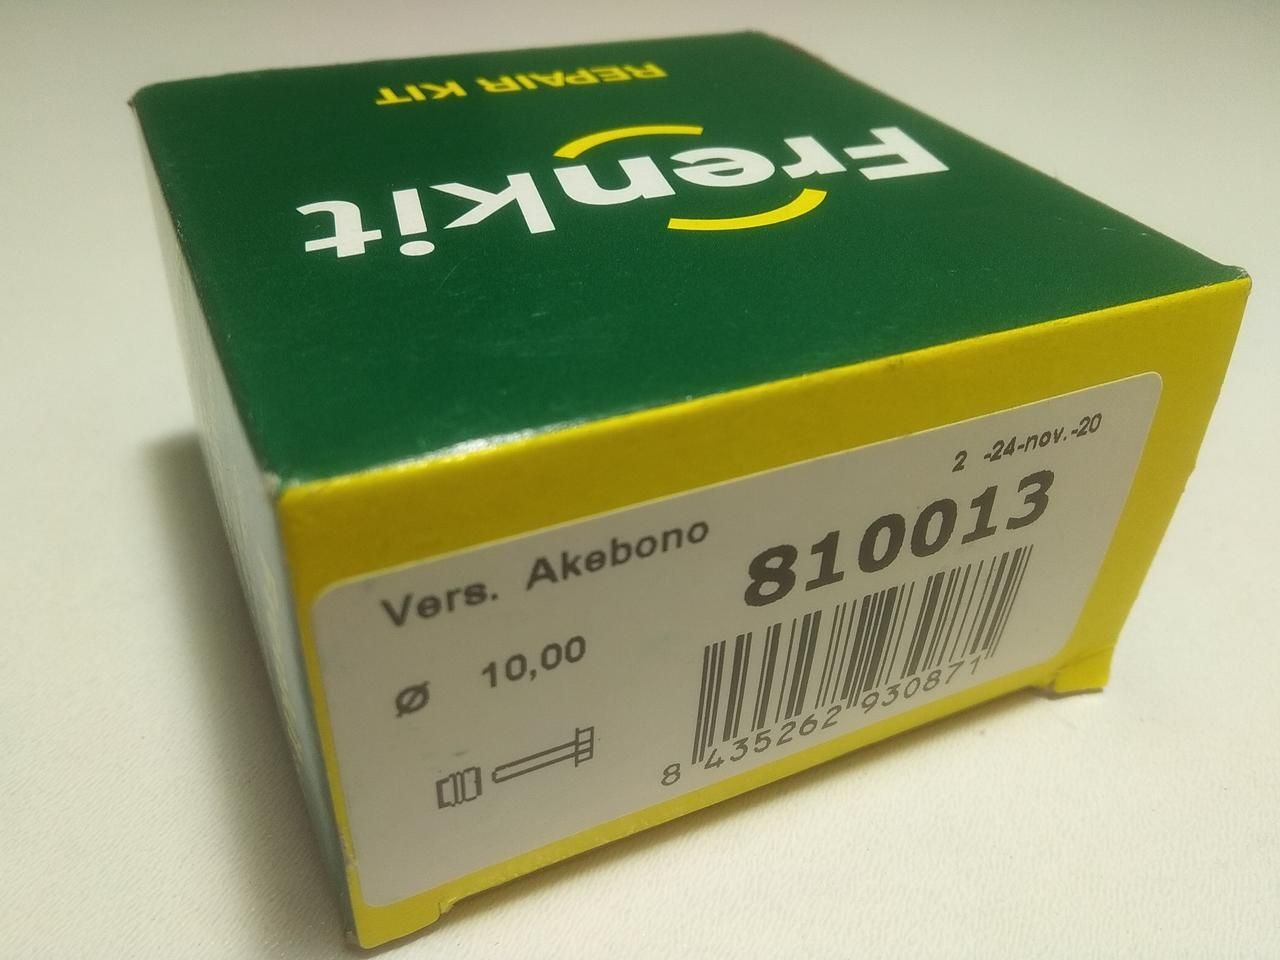 Frenkit
REPAIR KIT
2 -24-nov.-20
Vers. Akebono
810013
Ø 10,00
8 435262 930871